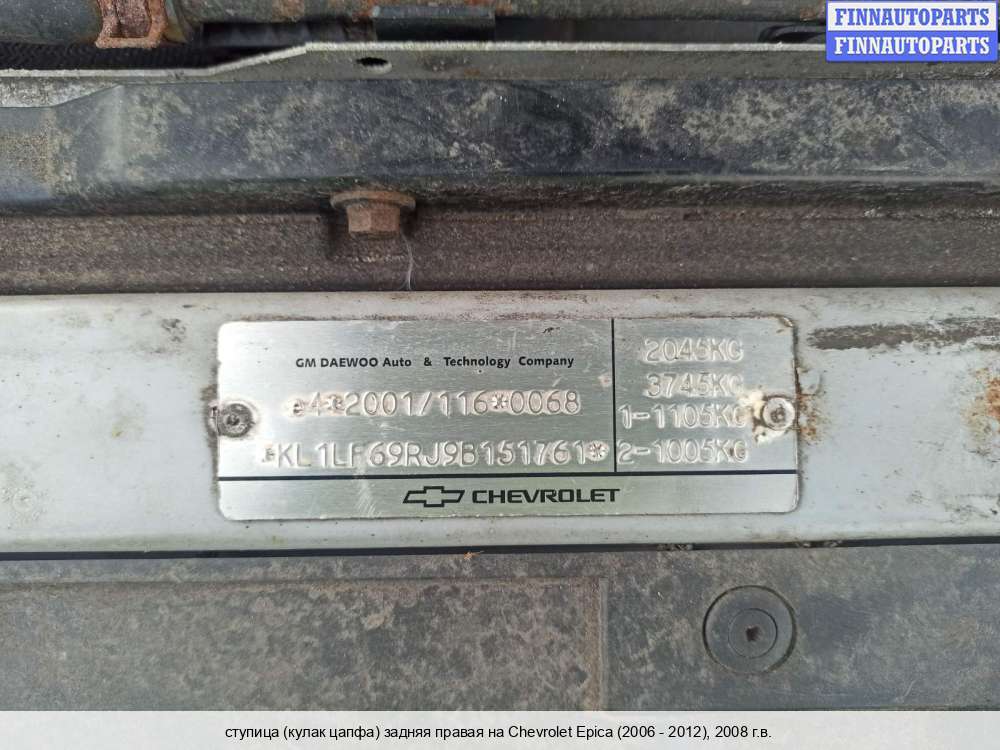 FINNAUTOPARTS
FINNAUTOPARTS
GM DAEWOO Auto & Technology Company
e4*2001/116*0068
*KL1LF69RJ9B151761*
2045KG
3745KG
1-1105KG
2-1005KG
CHEVROLET
ступица (кулак цапфа) задняя правая на Chevrolet Epica (2006 - 2012), 2008 г.в.